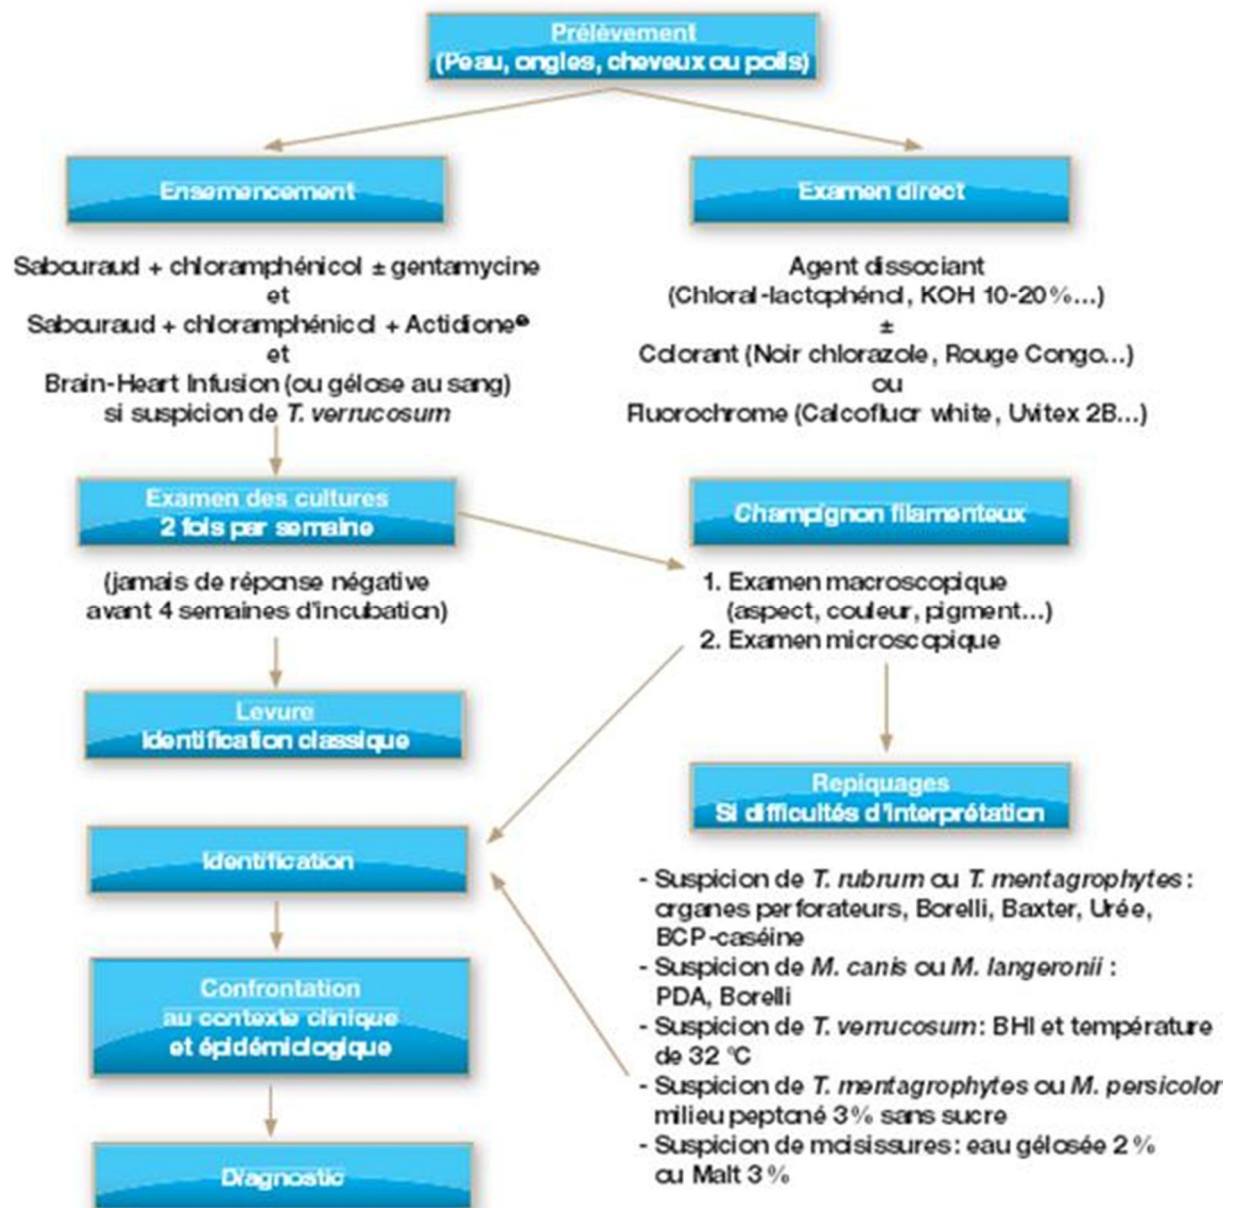 Prélèvement
(Peau, ongles, cheveux ou poils)
Ensemencement
Sabouraud + chloramphénicol ± gentamycine
et
Sabouraud + chloramphénicol + Actidione®
et
Brain-Heart Infusion (ou gélose au sang)
si suspicion de T. verrucosum
Examen direct
Agent dissociant
(Chloral-lactophénol, KOH 10-20%...)
±
Colorant (Noir chlorazole, Rouge Congo...)
ou
Fluorochrome (Calcofluor white, Uvitex 2B...)
Examen des cultures
2 fois par semaine
(jamais de réponse négative
avant 4 semaines d'incubation)
Champignon filamenteux
1. Examen macroscopique
(aspect, couleur, pigment...)
2. Examen microscopique
Levure
Identification classique
Repiquages
Si difficultés d'interprétation
- Suspicion de T. rubrum ou T. mentagrophytes :
organes perforateurs, Borelli, Baxter, Urée,
BCP-caséine
- Suspicion de M. canis ou M. langeronii :
PDA, Borelli
- Suspicion de T. verrucosum : BHI et température
de 32 °C
- Suspicion de T. mentagrophytes ou M. persicolor
milieu peptoné 3% sans sucre
- Suspicion de moisissures : eau gélosée 2 %
ou Malt 3 %
Identification
Confrontation
au contexte clinique
et épidémiologique
Diagnostic